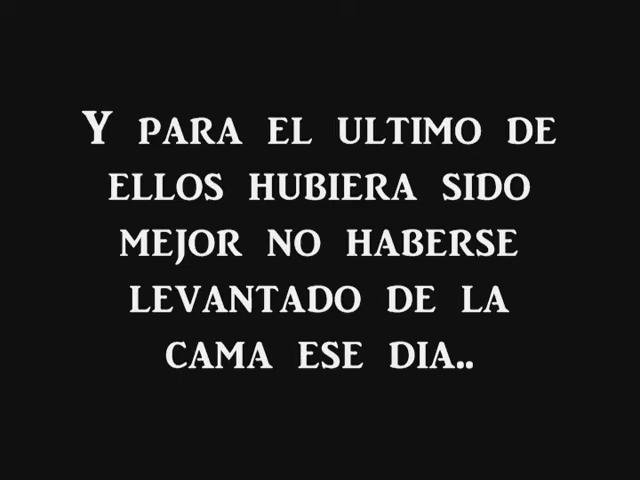 Y PARA EL ULTIMO DE
ELLOS HUBIERA SIDO
MEJOR NO HABERSE
LEVANTADO DE LA
CAMA ESE DIA..